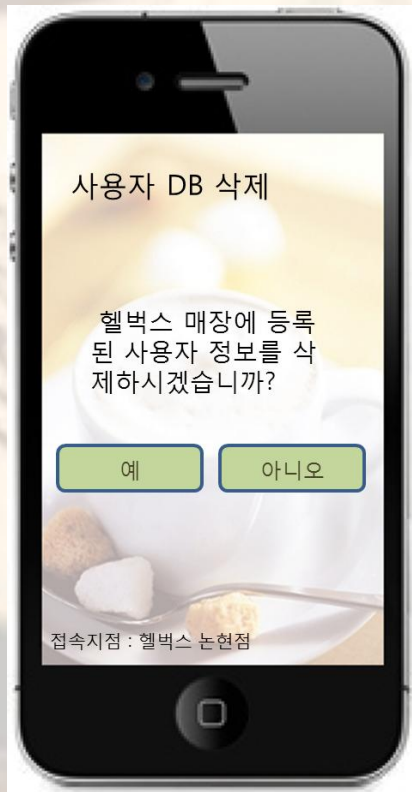 사용자 DB 삭제
헬벅스 매장에 등록
된 사용자 정보를 삭
제하시겠습니까?
예
아니오
접속지점 : 헬벅스 논현점